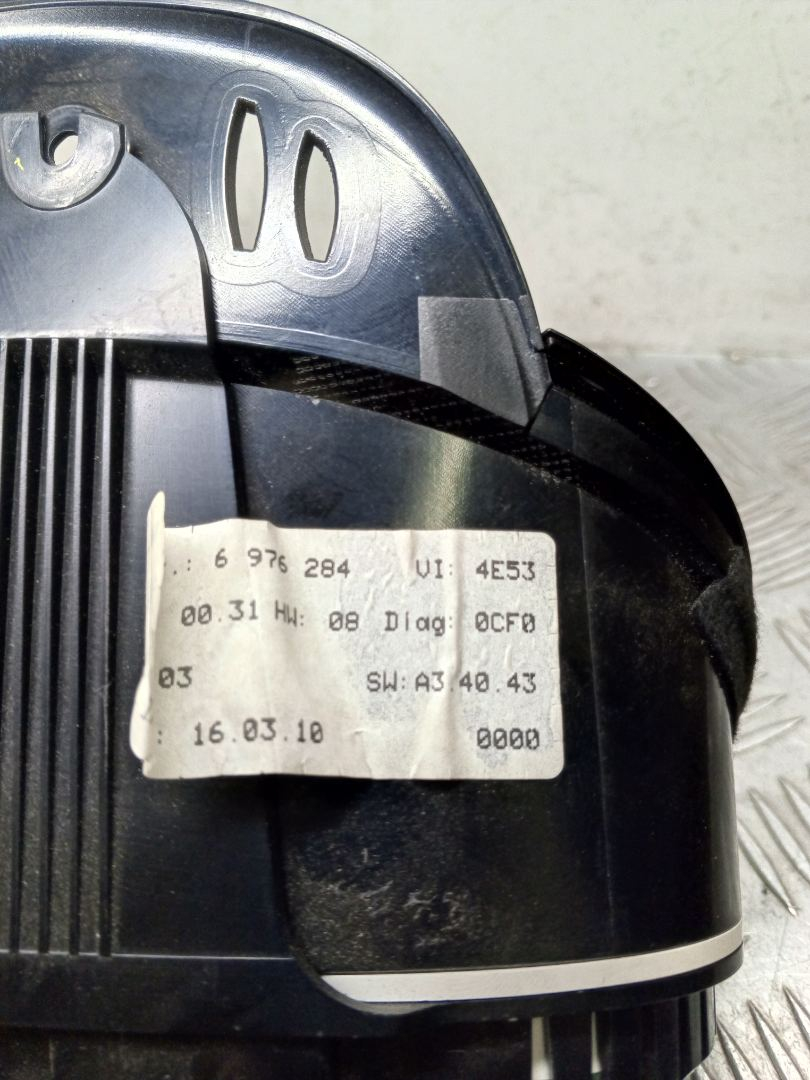 .: 6 976 284 VI: 4E53
00.31 HW: 08 Diag: 0CF0
03 SW:A3.40.43
: 16.03.10 0000